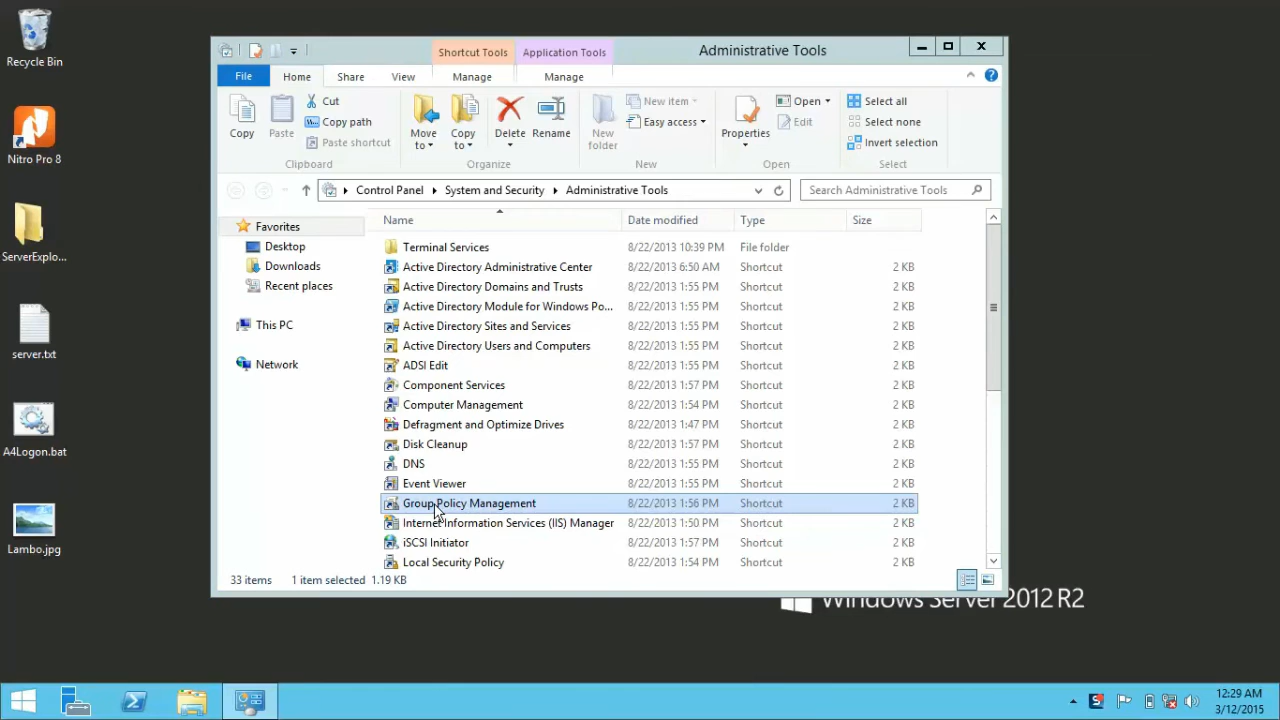 Recycle Bin
Nitro Pro 8
ServerExplo...
server.txt
A4Logon.bat
Lambo.jpg
Shortcut Tools
Application Tools
Administrative Tools
File
Home
Share
View
Manage
Manage
Copy
Paste
Cut
Copy path
Paste shortcut
Clipboard
Move to
Copy to
Delete
Rename
Organize
New folder
New item
Easy access
New
Properties
Open
Edit
Open
Select all
Select none
Invert selection
Select
Control Panel
System and Security
Administrative Tools
Search Administrative Tools
Favorites
Desktop
Downloads
Recent places
This PC
Network
Name Date modified Type Size
Terminal Services 8/22/2013 10:39 PM File folder
Active Directory Administrative Center 8/22/2013 6:50 AM Shortcut 2 KB
Active Directory Domains and Trusts 8/22/2013 1:55 PM Shortcut 2 KB
Active Directory Module for Windows Po... 8/22/2013 1:55 PM Shortcut 2 KB
Active Directory Sites and Services 8/22/2013 1:55 PM Shortcut 2 KB
Active Directory Users and Computers 8/22/2013 1:55 PM Shortcut 2 KB
ADSI Edit 8/22/2013 1:55 PM Shortcut 2 KB
Component Services 8/22/2013 1:57 PM Shortcut 2 KB
Computer Management 8/22/2013 1:54 PM Shortcut 2 KB
Defragment and Optimize Drives 8/22/2013 1:47 PM Shortcut 2 KB
Disk Cleanup 8/22/2013 1:57 PM Shortcut 2 KB
DNS 8/22/2013 1:55 PM Shortcut 2 KB
Event Viewer 8/22/2013 1:55 PM Shortcut 2 KB
Group Policy Management 8/22/2013 1:56 PM Shortcut 2 KB
Internet Information Services (IIS) Manager 8/22/2013 1:50 PM Shortcut 2 KB
iSCSI Initiator 8/22/2013 1:57 PM Shortcut 2 KB
Local Security Policy 8/22/2013 1:54 PM Shortcut 2 KB
33 items 1 item selected 1.19 KB
Windows Server 2012 R2
12:29 AM
3/12/2015